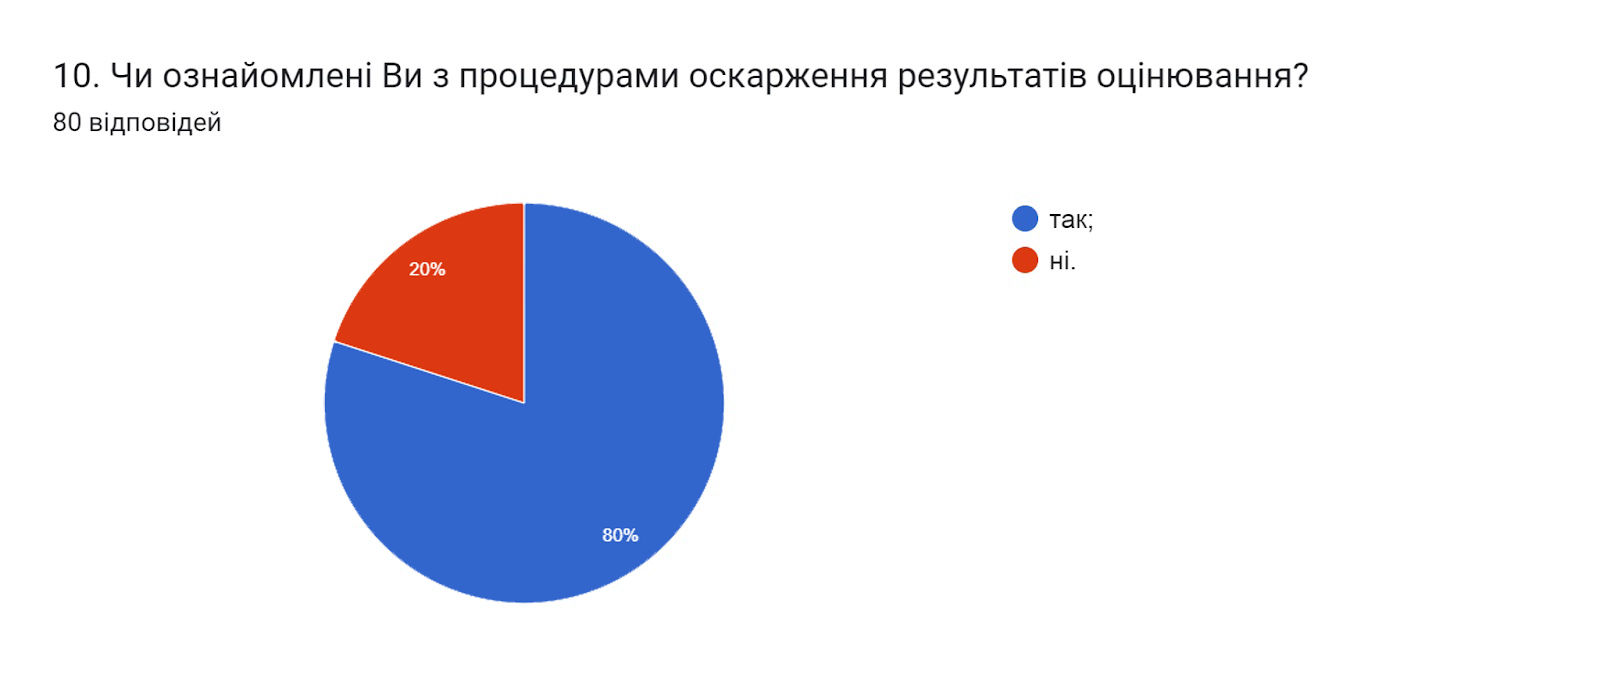 10. Чи ознайомлені Ви з процедурами оскарження результатів оцінювання?
80 відповідей
так;
ні.
20%
80%